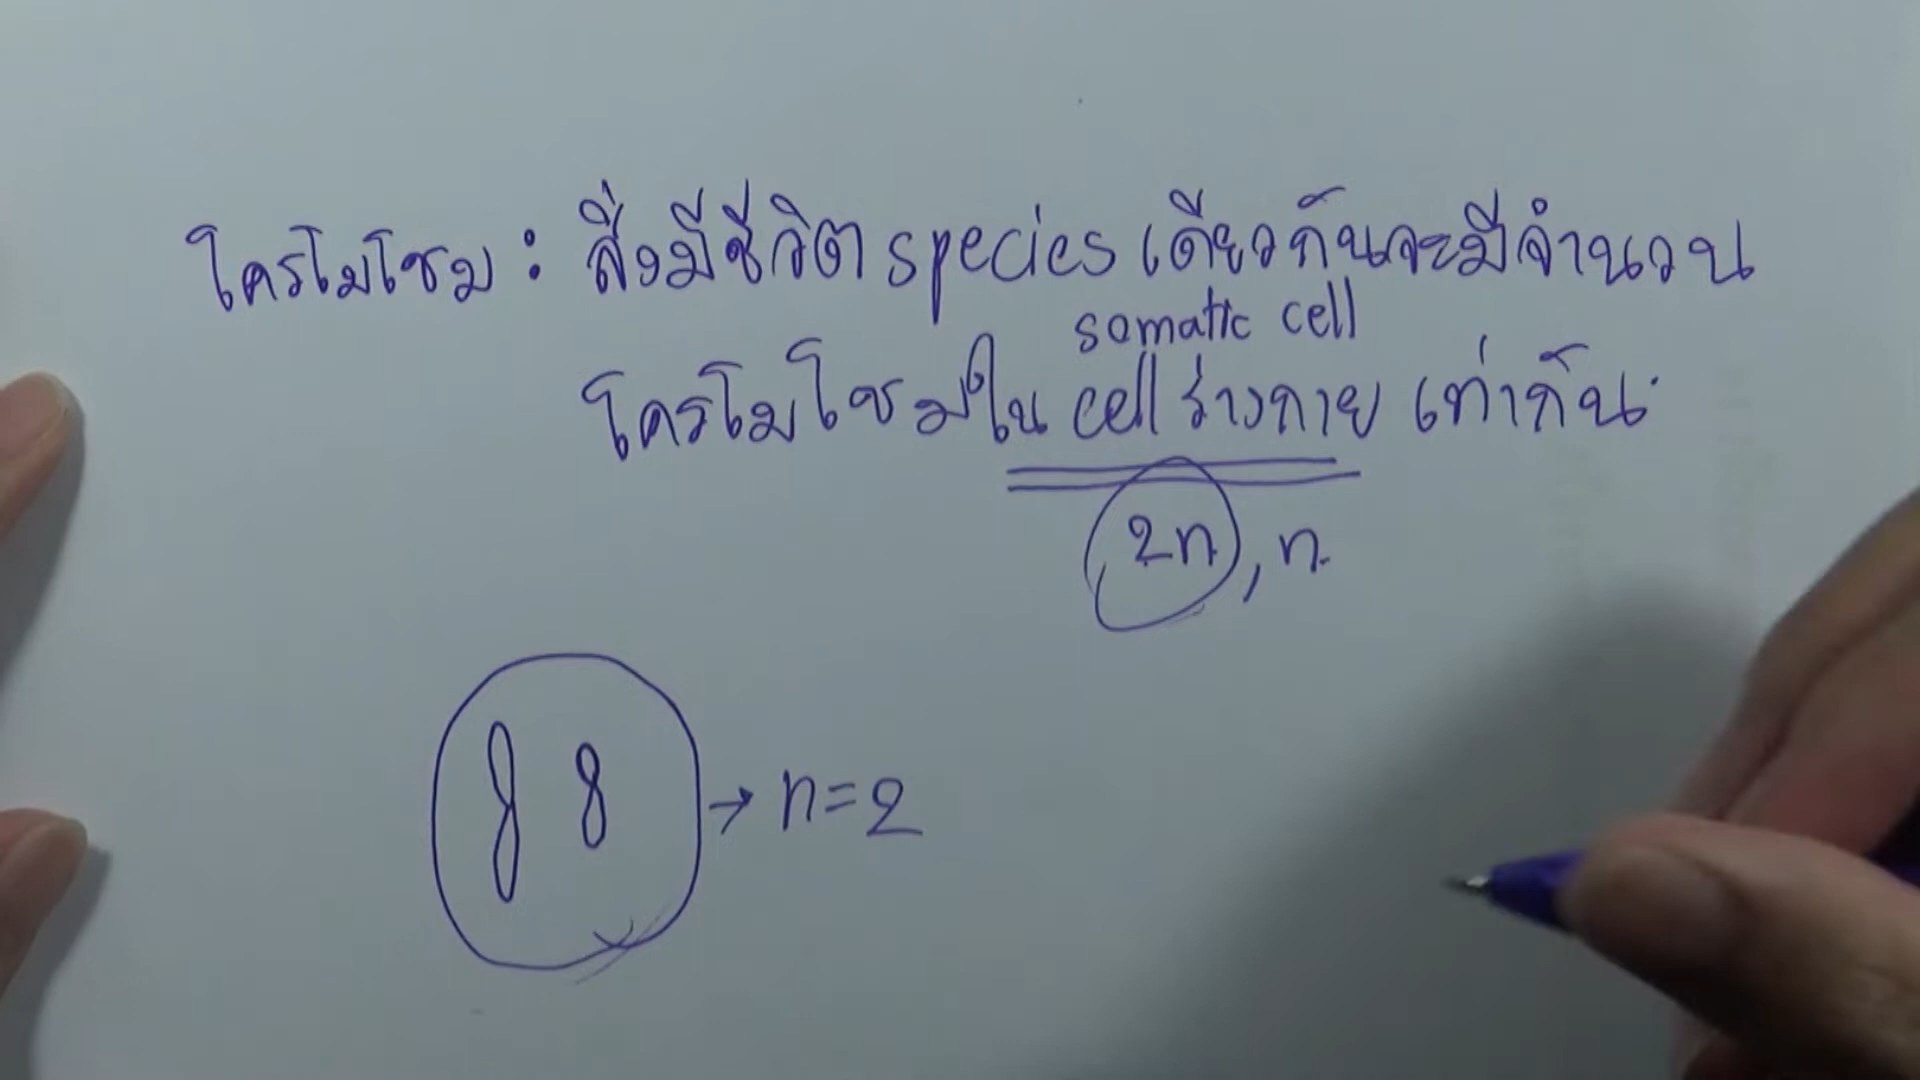 โครโมโซม : สิ่งมีชีวิต species เดียวกันจะมีจำนวน
somatic cell
โครโมโซมใน cell ร่างกาย เท่ากัน
2n, n
→ n=2